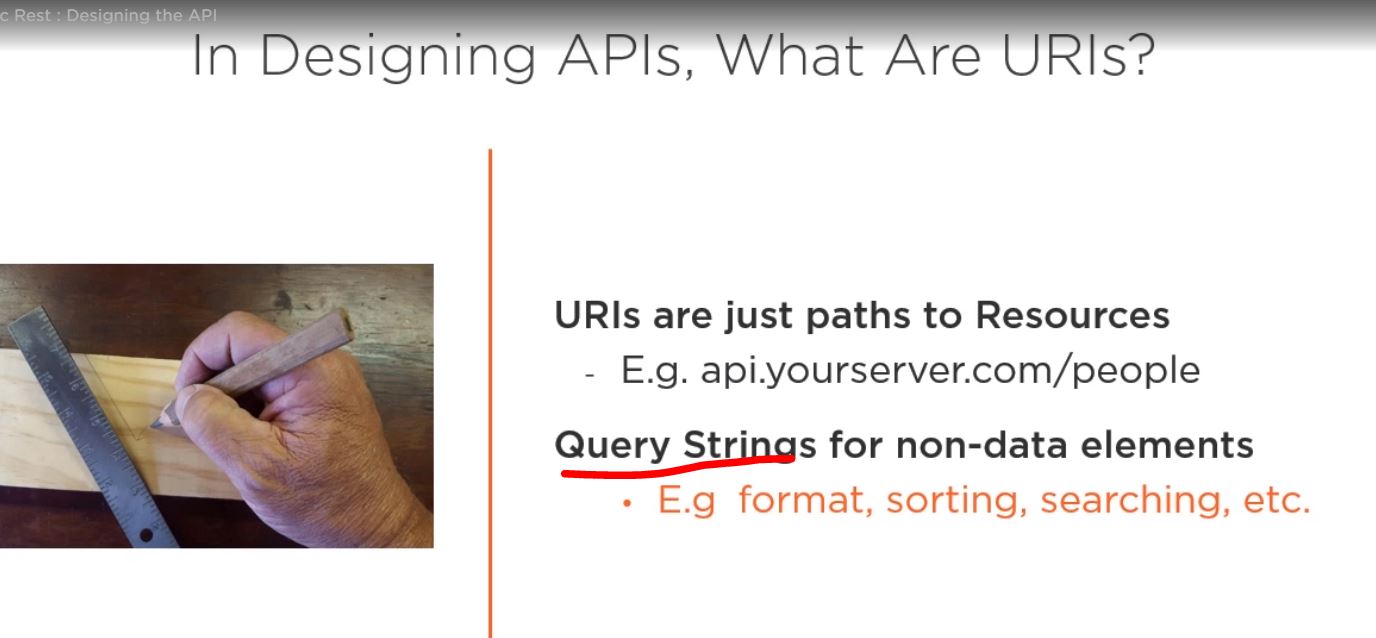 c Rest : Designing the API
In Designing APIs, What Are URIs?
URIs are just paths to Resources
- E.g. api.yourserver.com/people
Query Strings for non-data elements
• E.g format, sorting, searching, etc.